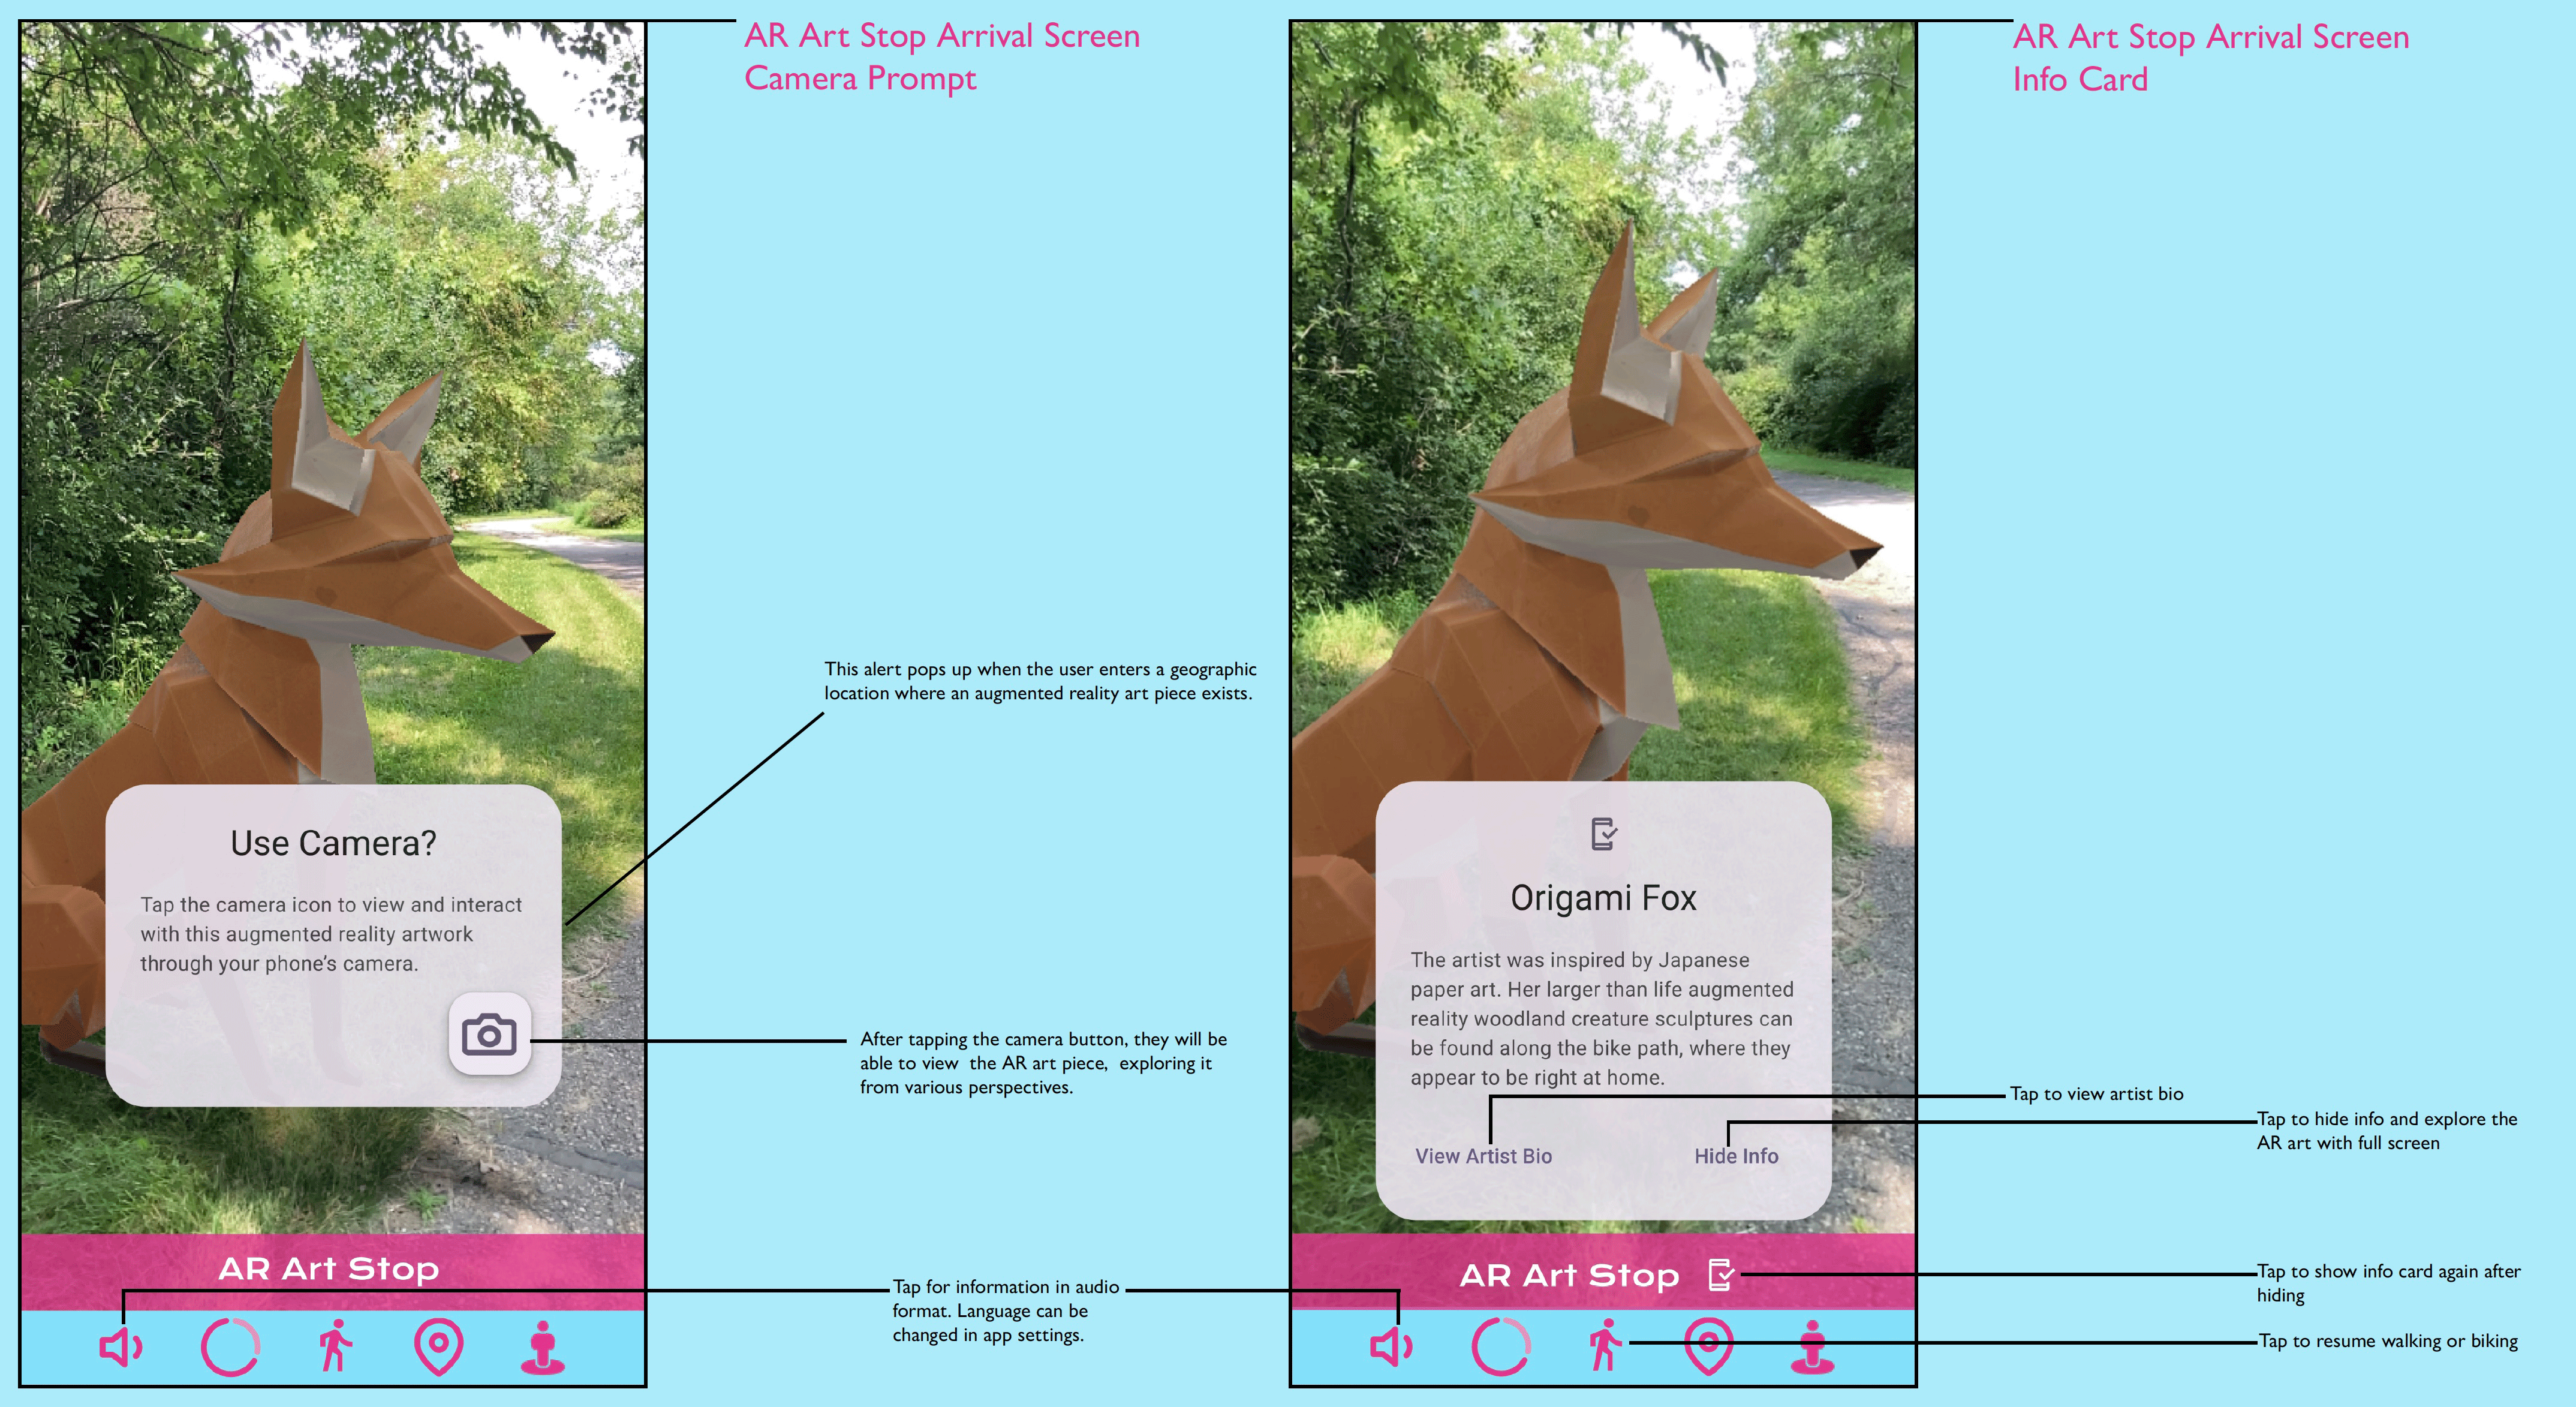 AR Art Stop Arrival Screen
Camera Prompt
This alert pops up when the user enters a geographic
location where an augmented reality art piece exists.
Use Camera?
Tap the camera icon to view and interact
with this augmented reality artwork
through your phone’s camera.
After tapping the camera button, they will be
able to view  the AR art piece,  exploring it
from various perspectives.
AR Art Stop
Tap for information in audio
format. Language can be
changed in app settings.
AR Art Stop Arrival Screen
Info Card
Origami Fox
The artist was inspired by Japanese
paper art. Her larger than life augmented
reality woodland creature sculptures can
be found along the bike path, where they
appear to be right at home.
View Artist Bio
Hide Info
Tap to view artist bio
Tap to hide info and explore the
AR art with full screen
AR Art Stop
Tap to show info card again after
hiding
Tap to resume walking or biking